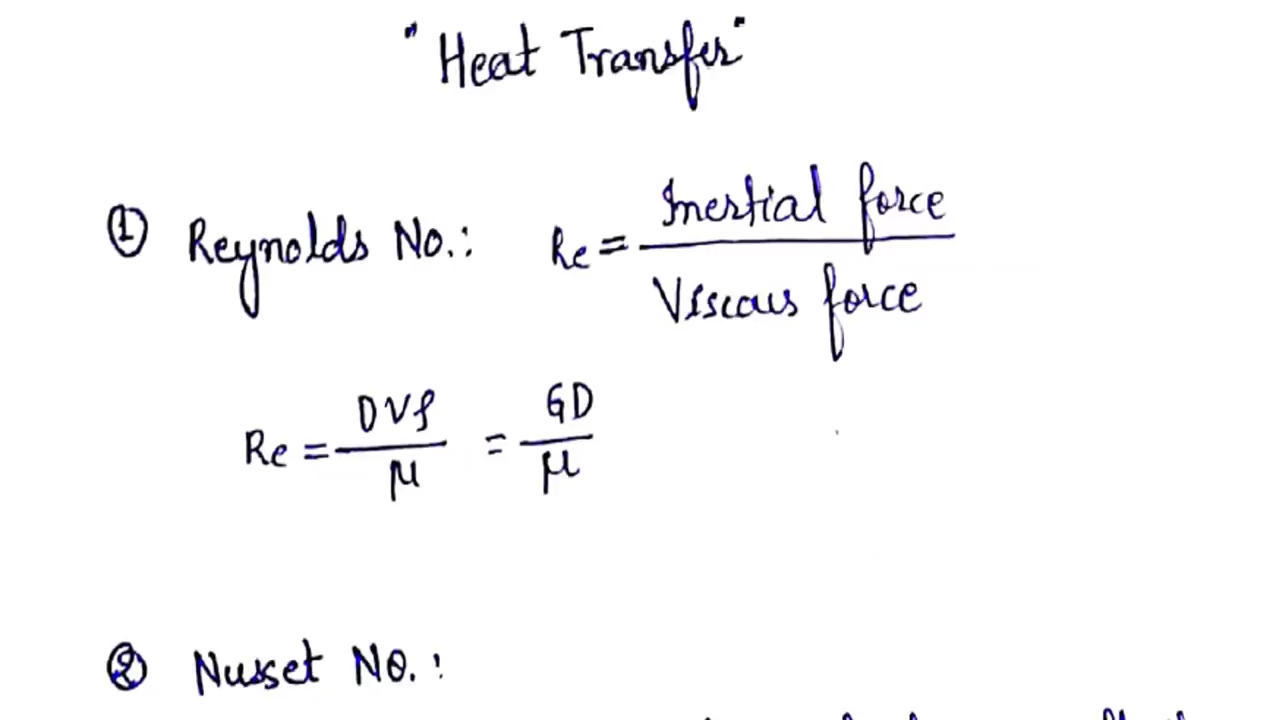 "Heat Transfer"
① Reynolds No.: Re = Inertial force / Viscous force
Re = DVρ / μ = GD / μ
② Nusset No.: